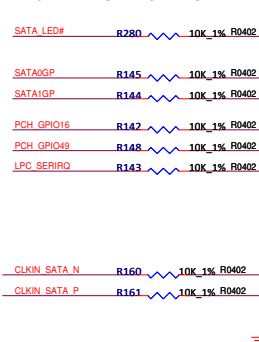 SATA_LED# R280 10K_1% R0402
SATA0GP R145 10K_1% R0402
SATA1GP R144 10K_1% R0402
PCH_GPIO16 R142 10K_1% R0402
PCH_GPIO49 R148 10K_1% R0402
LPC_SERIRQ R143 10K_1% R0402
CLKIN_SATA_N R160 10K_1% R0402
CLKIN_SATA_P R161 10K_1% R0402